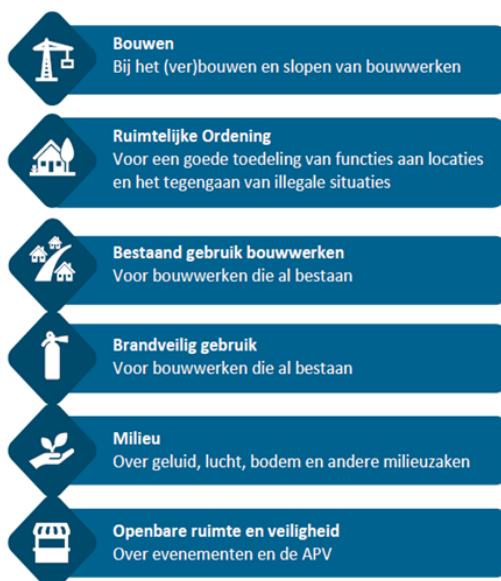 Bouwen
Bij het (ver)bouwen en slopen van bouwwerken
Ruimtelijke Ordening
Voor een goede toedeling van functies aan locaties
en het tegengaan van illegale situaties
Bestaand gebruik bouwwerken
Voor bouwwerken die al bestaan
Brandveilig gebruik
Voor bouwwerken die al bestaan
Milieu
Over geluid, lucht, bodem en andere milieuzaken
Openbare ruimte en veiligheid
Over evenementen en de APV